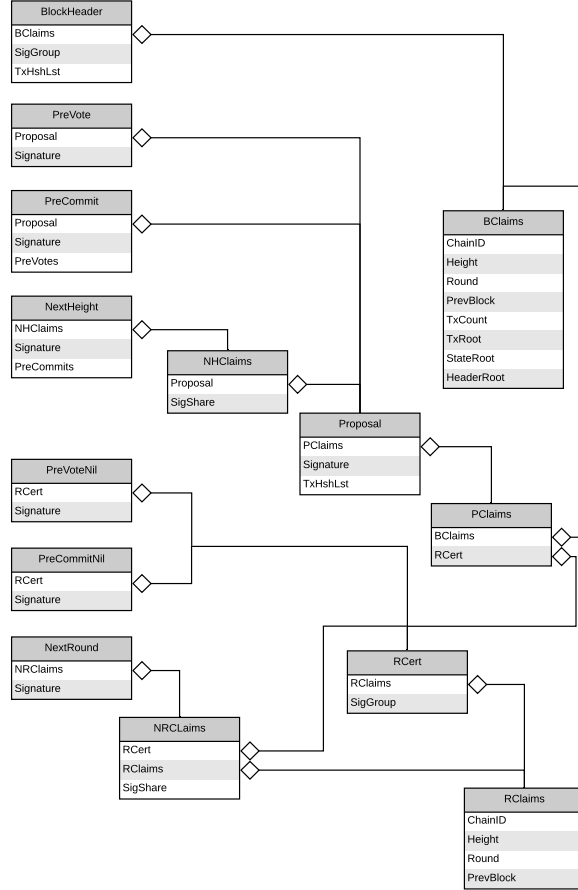 BlockHeader
BClaims
SigGroup
TxHshLst
PreVote
Proposal
Signature
PreCommit
Proposal
Signature
PreVotes
BClaims
ChainID
Height
Round
PrevBlock
TxCount
TxRoot
StateRoot
HeaderRoot
NextHeight
NHClaims
Signature
PreCommits
NHClaims
Proposal
SigShare
Proposal
PClaims
Signature
TxHshLst
PreVoteNil
RCert
Signature
PClaims
BClaims
RCert
PreCommitNil
RCert
Signature
NextRound
NRClaims
Signature
RCert
RClaims
SigGroup
NRCLaims
RCert
RClaims
SigShare
RClaims
ChainID
Height
Round
PrevBlock